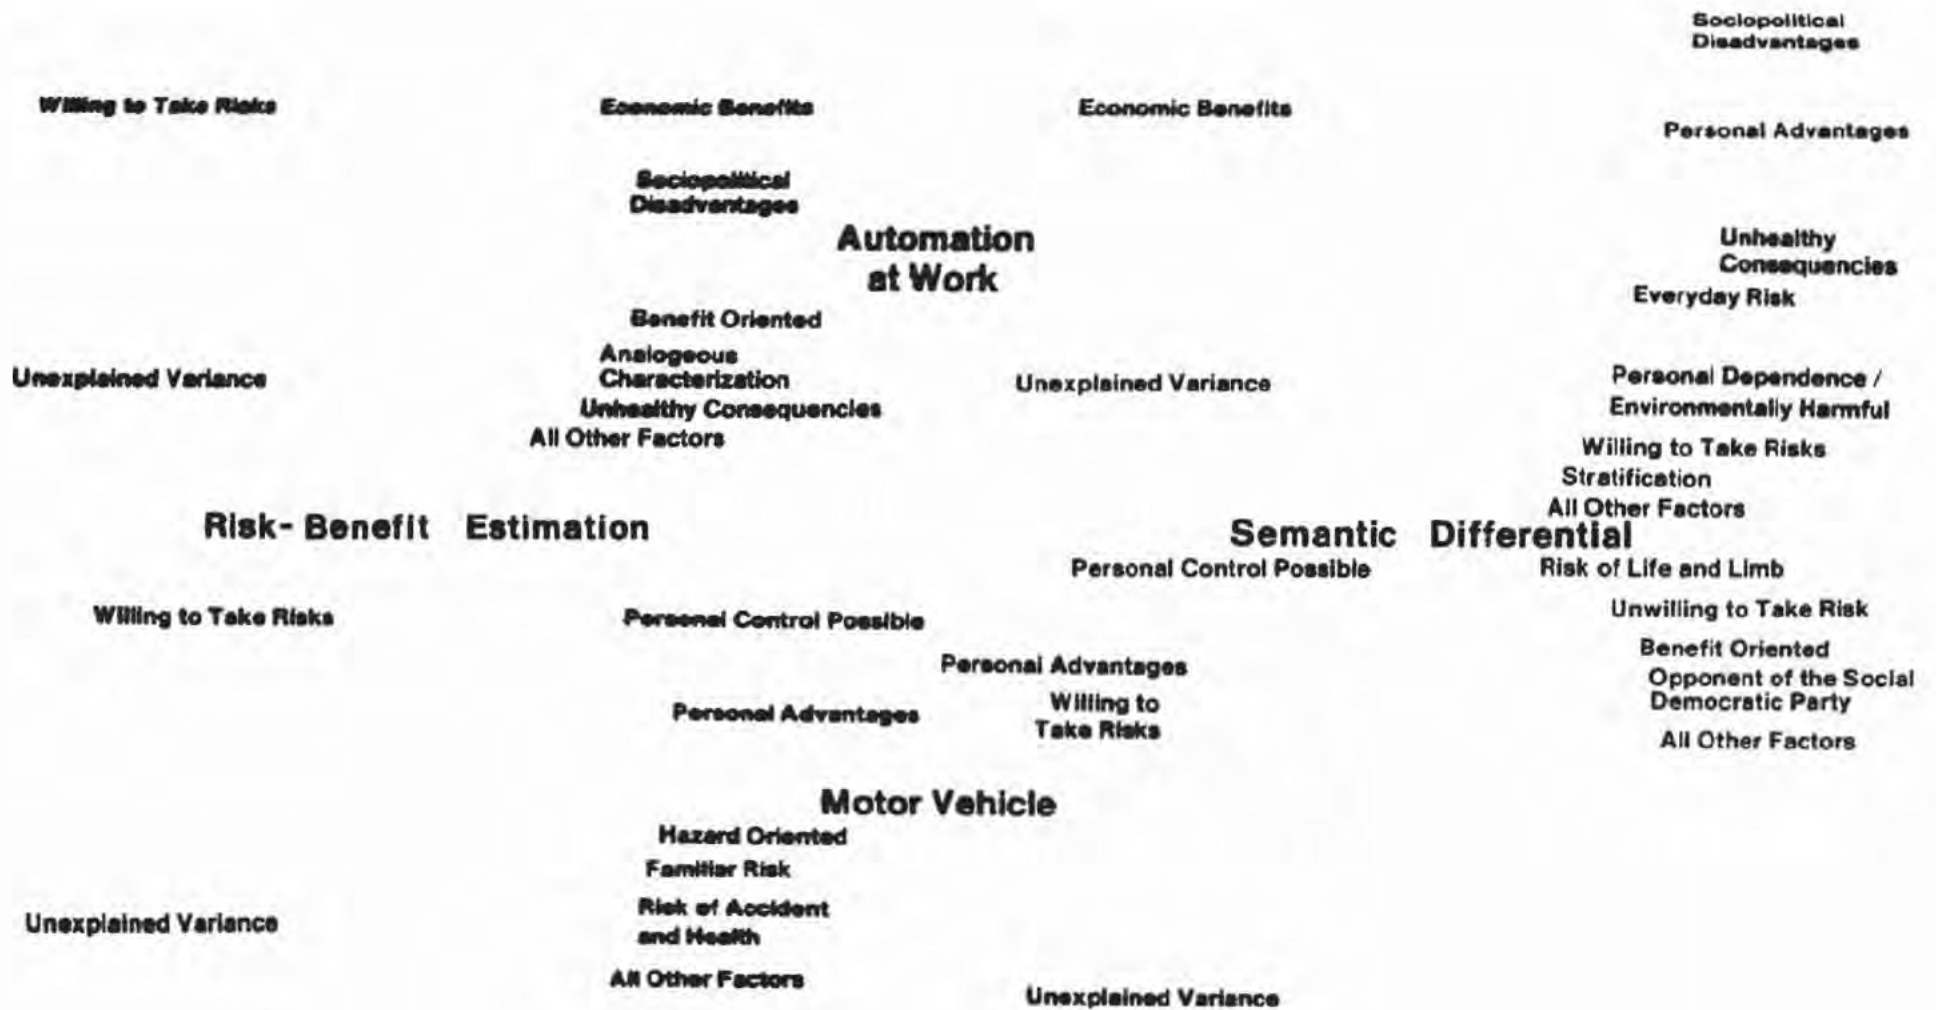 Sociopolitical
Disadvantages
Willing to Take Risks
Economic Benefits
Economic Benefits
Personal Advantages
Sociopolitical
Disadvantages
Automation
at Work
Unhealthy
Consequencies
Everyday Risk
Benefit Oriented
Analogeous
Characterization
Unexplained Variance
Unexplained Variance
Personal Dependence /
Environmentally Harmful
Unhealthy Consequencies
All Other Factors
Willing to Take Risks
Stratification
All Other Factors
Risk-Benefit Estimation
Semantic Differential
Personal Control Possible
Risk of Life and Limb
Willing to Take Risks
Personal Control Possible
Unwilling to Take Risk
Personal Advantages
Benefit Oriented
Opponent of the Social
Democratic Party
Personal Advantages
Willing to
Take Risks
All Other Factors
Motor Vehicle
Hazard Oriented
Familiar Risk
Risk of Accident
and Health
Unexplained Variance
All Other Factors
Unexplained Variance